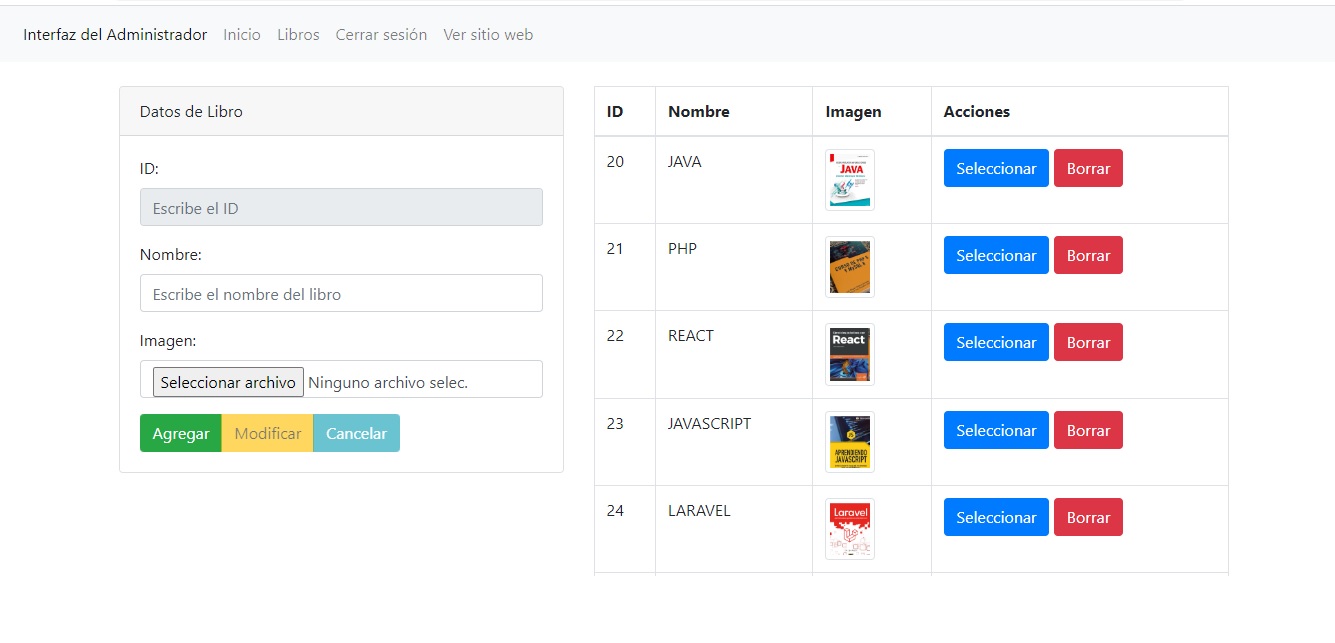 Interfaz del Administrador Inicio Libros Cerrar sesión Ver sitio web
Datos de Libro
ID:
Escribe el ID
Nombre:
Escribe el nombre del libro
Imagen:
Seleccionar archivo Ninguno archivo selec.
Agregar Modificar Cancelar
ID Nombre Imagen Acciones
20 JAVA JAVA Seleccionar Borrar
21 PHP Seleccionar Borrar
22 REACT React Seleccionar Borrar
23 JAVASCRIPT Seleccionar Borrar
APRENDIENDO
JAVASCRIPT
24 LARAVEL Laravel Seleccionar Borrar